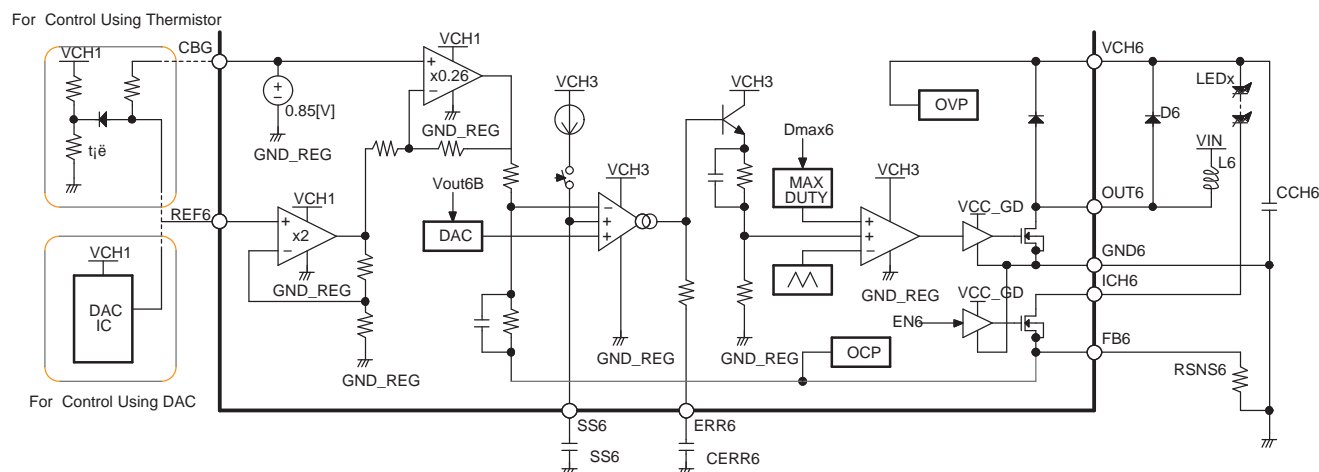 For Control Using Thermistor
VCH1
CBG
VCH1
x0.26
0.85[V]
GND_REG
GND_REG
t¡ë
REF6
VCH1
x2
GND_REG
GND_REG
VCH1
DAC
IC
For Control Using DAC
VCH3
Vout6B
DAC
VCH3
GND_REG
SS6
SS6
ERR6
CERR6
VCH3
GND_REG
Dmax6
MAX
DUTY
VCH3
GND_REG
OCP
OVP
VCC_GD
VCC_GD
EN6
VCH6
LEDx
D6
VIN
L6
OUT6
CCH6
GND6
ICH6
FB6
RSNS6